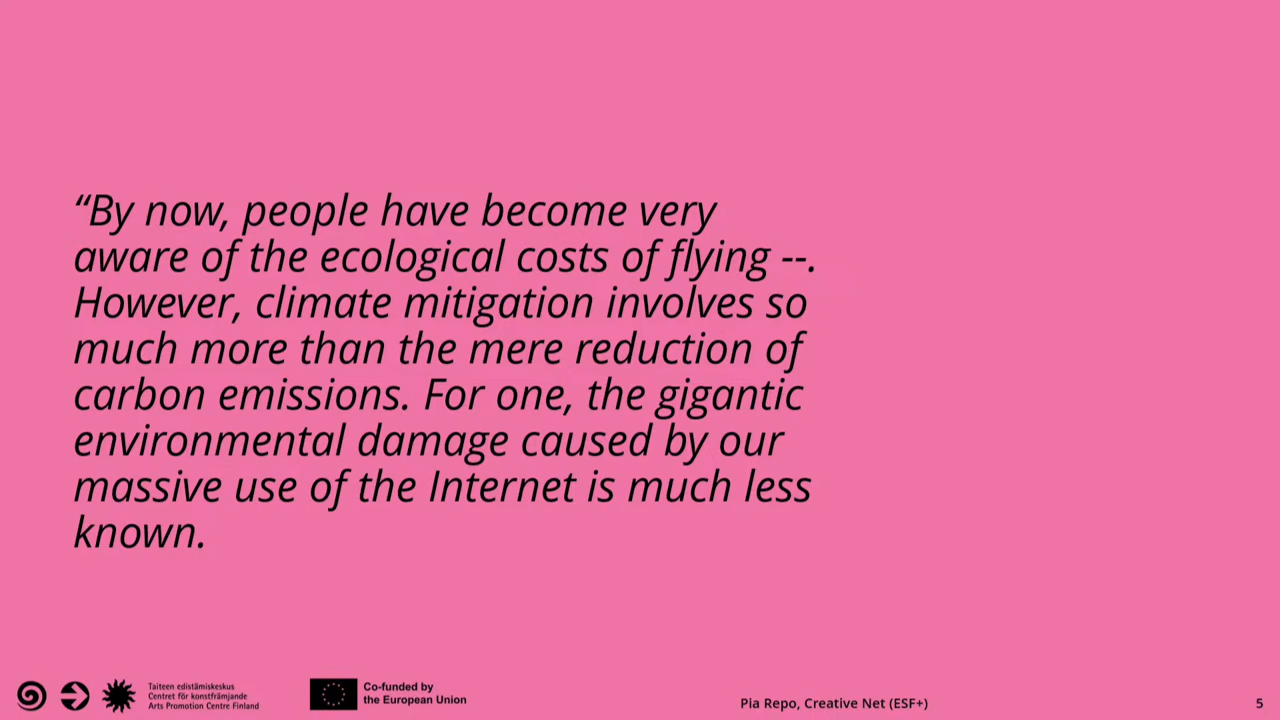 “By now, people have become very
aware of the ecological costs of flying --.
However, climate mitigation involves so
much more than the mere reduction of
carbon emissions. For one, the gigantic
environmental damage caused by our
massive use of the Internet is much less
known.
Taiteen edistämiskeskus
Centret för konstfrämjande
Arts Promotion Centre Finland
Co-funded by
the European Union
Pia Repo, Creative Net (ESF+)
5